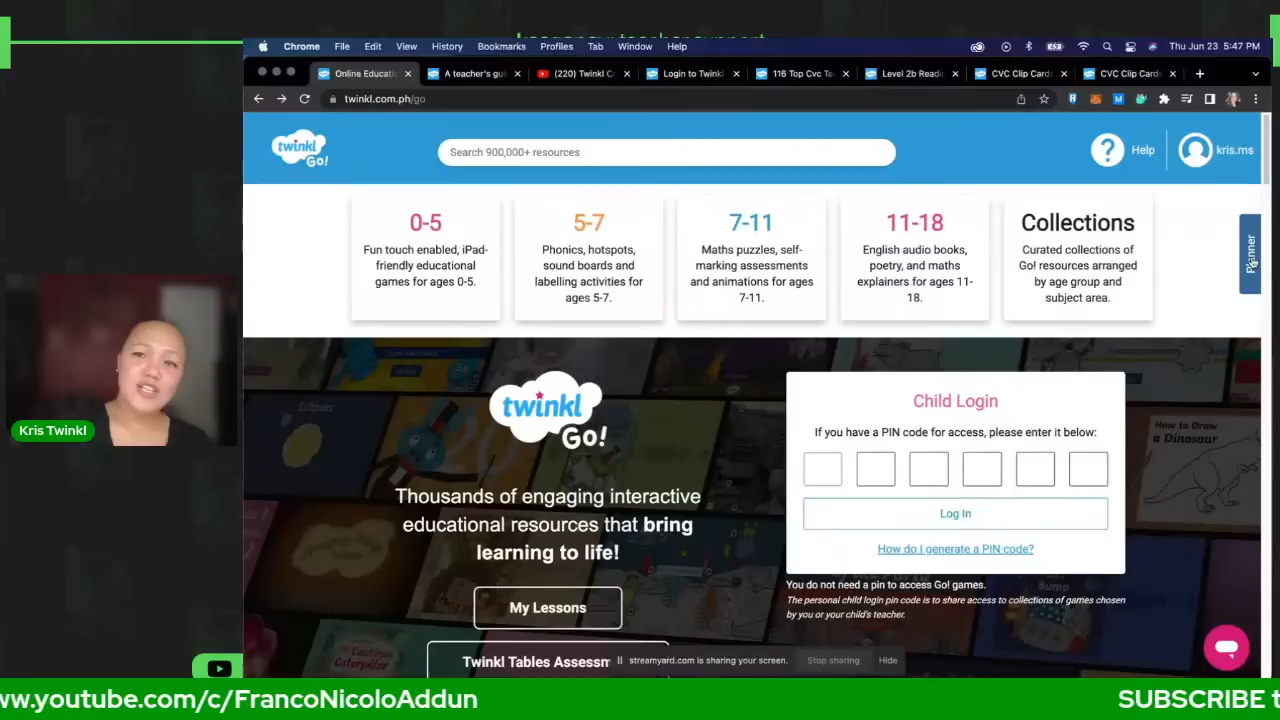 Chrome File Edit View History Bookmarks Profiles Tab Window Help Thu Jun 23 5:47 PM
Online Educati A teacher's gui (220) Twinkl C Login to Twinkl 116 Top Cvc Te Level 2b Readi CVC Clip Cards CVC Clip Cards
twinkl.com.ph/go
twinkl Go!
Search 900,000+ resources
Help
kris.ms
0-5
Fun touch enabled, iPad-
friendly educational
games for ages 0-5.
5-7
Phonics, hotspots,
sound boards and
labelling activities for
ages 5-7.
7-11
Maths puzzles, self-
marking assessments
and animations for ages
7-11.
11-18
English audio books,
poetry, and maths
explainers for ages 11-
18.
Collections
Curated collections of
Go! resources arranged
by age group and
subject area.
Planner
Eclipses
twinkl
Go!
Thousands of engaging interactive
educational resources that bring
learning to life!
My Lessons
Twinkl Tables Assessm
Child Login
If you have a PIN code for access, please enter it below:
Log In
How do I generate a PIN code?
You do not need a pin to access Go! games.
The personal child login pin code is to share access to collections of games chosen
by you or your child's teacher.
How to Draw
a Dinosaur
Bump
Cautious
Caterpillar
Kris Twinkl
streamyard.com is sharing your screen. Stop sharing Hide
ww.youtube.com/c/FrancoNicoloAddun
SUBSCRIBE t